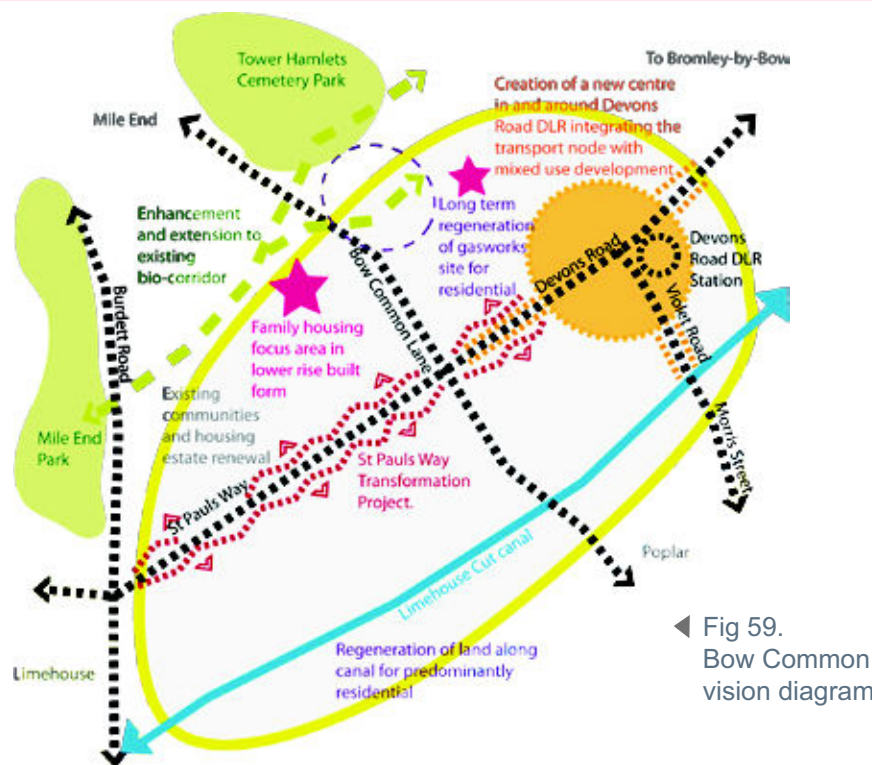 Tower Hamlets
Cemetery Park
To Bromley-by-Bow
Creation of a new centre
in and around Devons
Road DLR integrating the
transport node with
mixed use development
Mile End
Enhancement
and extension to
existing
bio-corridor
Long term
regeneration
of gasworks
site for
residential
Devons Road
Devons
Road DLR
Station
Burdett Road
Bow Common Lane
Violet Road
Family housing
focus area in
lower rise built
form
Existing
communities
and housing
estate renewal
Mile End
Park
Morris Street
St Pauls Way
St Pauls Way
Transformation
Project.
Limehouse Cut canal
Poplar
Limehouse
Regeneration of land along
canal for predominantly
residential
Fig 59.
Bow Common
vision diagram